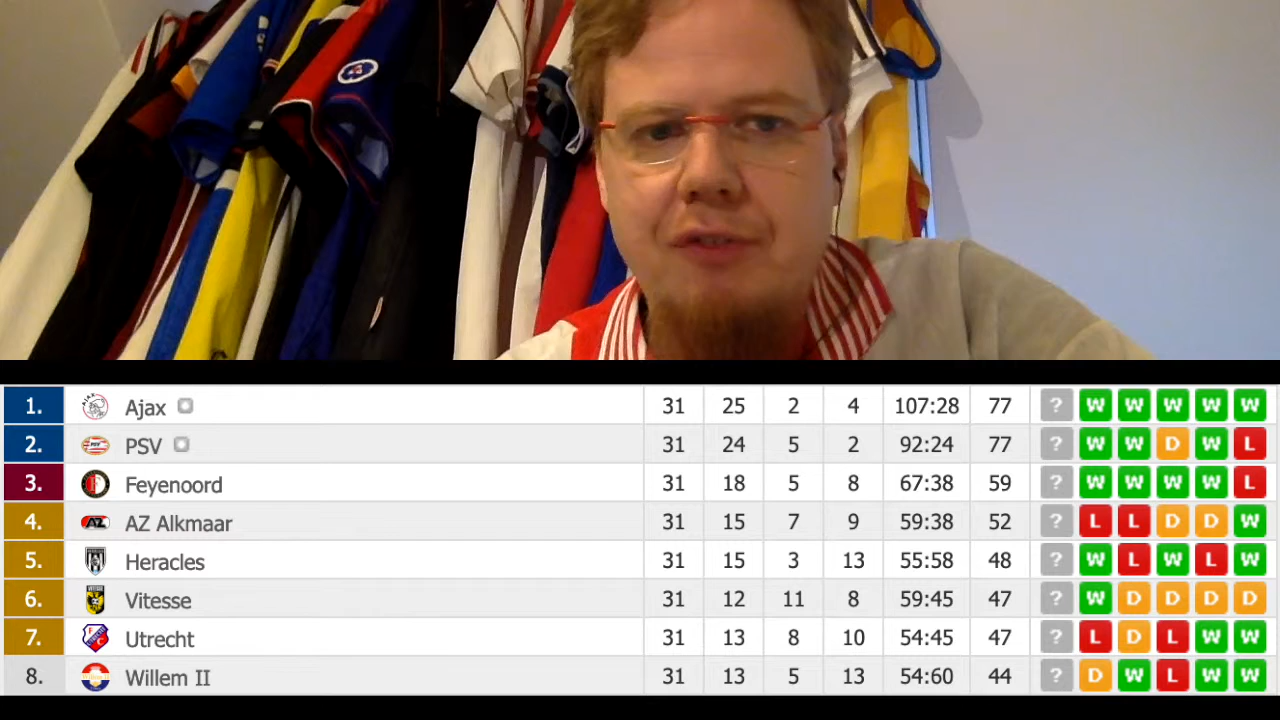 1. Ajax 31 25 2 4 107:28 77 ? W W W W W
2. PSV 31 24 5 2 92:24 77 ? W W D W L
3. Feyenoord 31 18 5 8 67:38 59 ? W W W W L
4. AZ Alkmaar 31 15 7 9 59:38 52 ? L L D D W
5. Heracles 31 15 3 13 55:58 48 ? W L W L W
6. Vitesse 31 12 11 8 59:45 47 ? W D D D D
7. Utrecht 31 13 8 10 54:45 47 ? L D L W W
8. Willem II 31 13 5 13 54:60 44 ? D W L W W